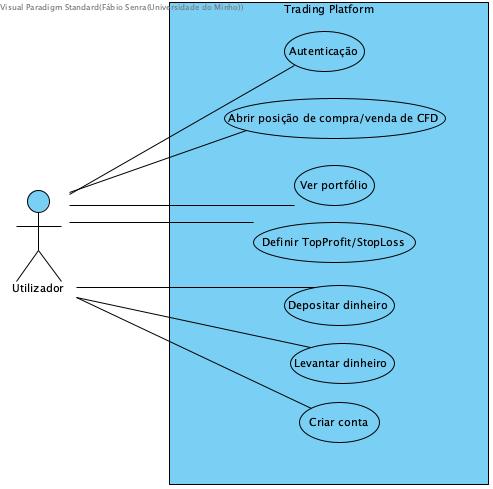 Visual Paradigm Standard(Fábio Senra(Universidade do Minho))
Trading Platform
Autenticação
Abrir posição de compra/venda de CFD
Ver portfólio
Definir TopProfit/StopLoss
Utilizador
Depositar dinheiro
Levantar dinheiro
Criar conta